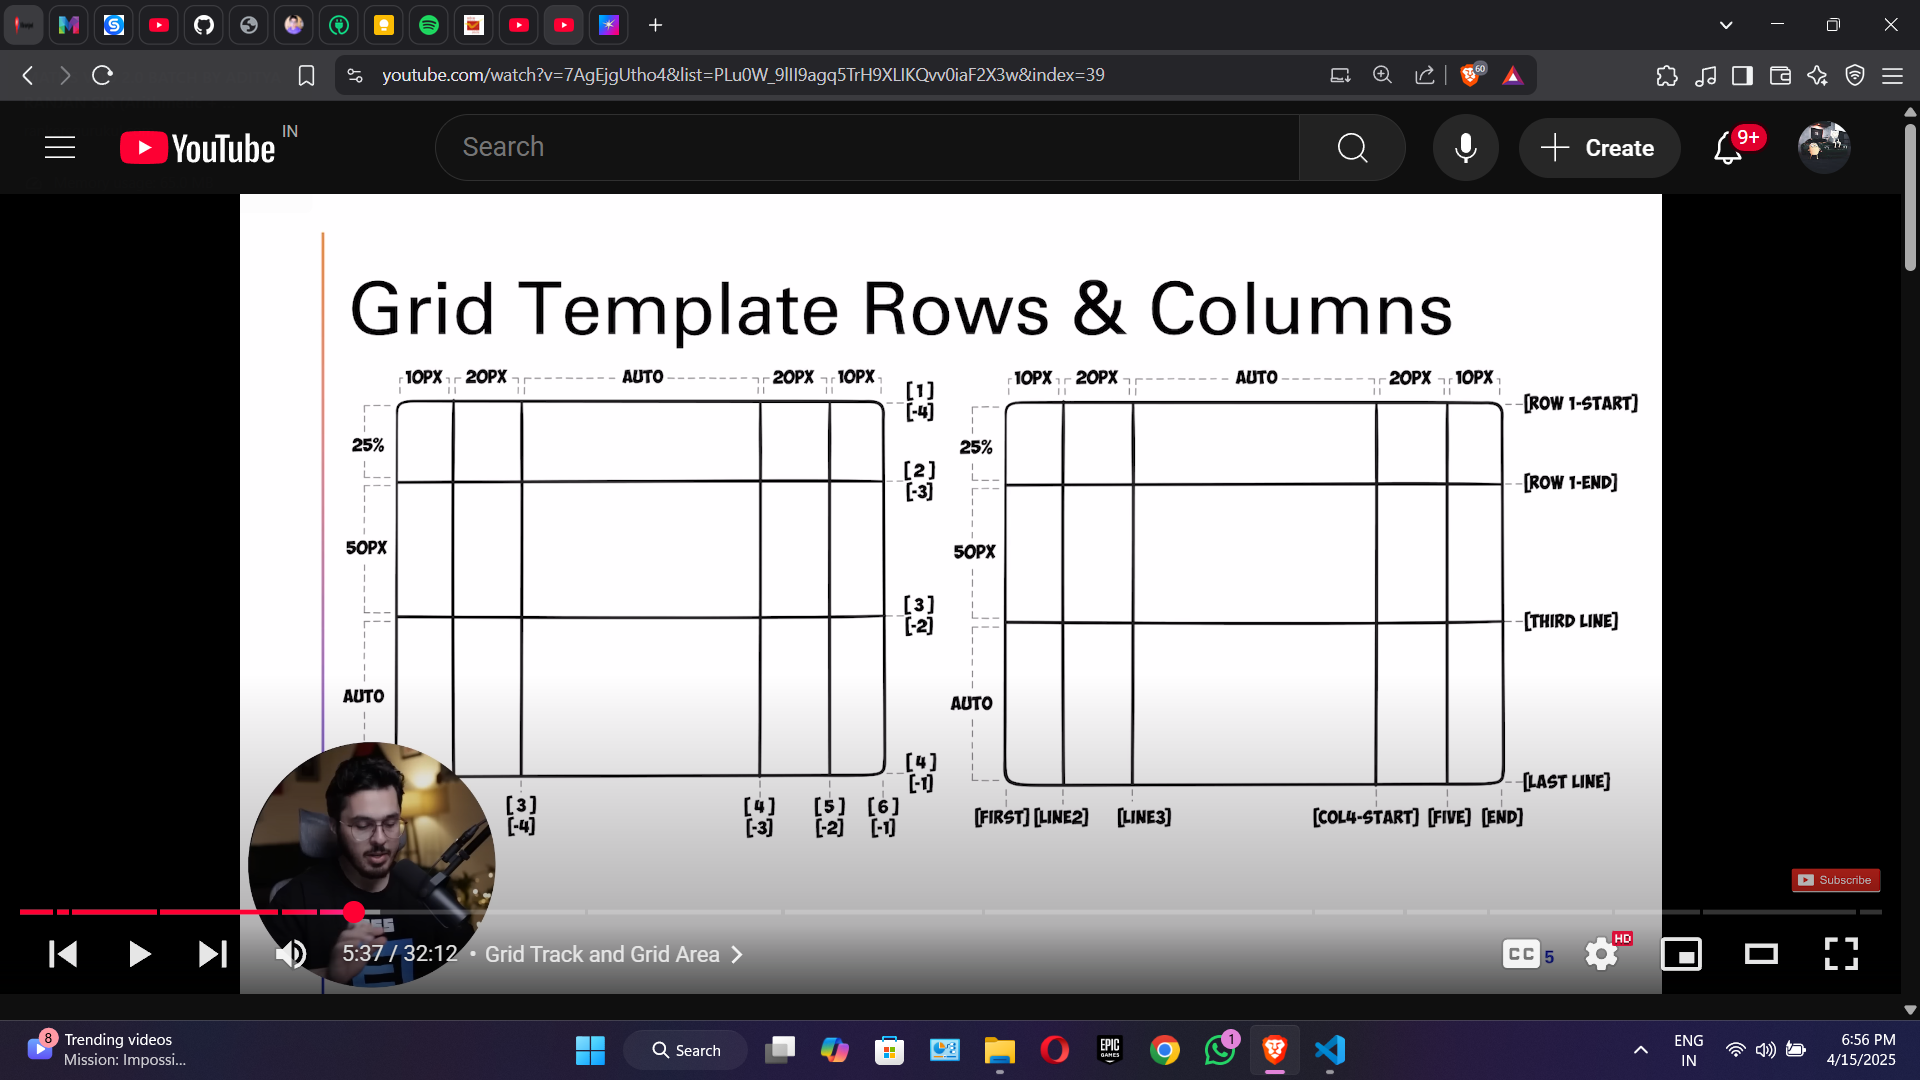 youtube.com/watch?v=7AgEjgUtho4&list=PLu0W_9lII9agq5TrH9XLIKQvv0iaF2X3w&index=39
60
YouTube IN
Search
Create
9+
Grid Template Rows & Columns
10PX 20PX AUTO 20PX 10PX
[1]
[-4]
25%
[2]
[-3]
50PX
[3]
[-2]
AUTO
[4]
[-1]
[3] [4] [5] [6]
[-4] [-3] [-2] [-1]
10PX 20PX AUTO 20PX 10PX
[ROW 1-START]
25%
[ROW 1-END]
50PX
[THIRD LINE]
AUTO
[LAST LINE]
[FIRST] [LINE2] [LINE3] [COL4-START] [FIVE] [END]
Subscribe
5:37 / 32:12 • Grid Track and Grid Area
CC 5
HD
8
Trending videos
Mission: Impossi...
Search
EPIC GAMES
1
ENG
IN
6:56 PM
4/15/2025